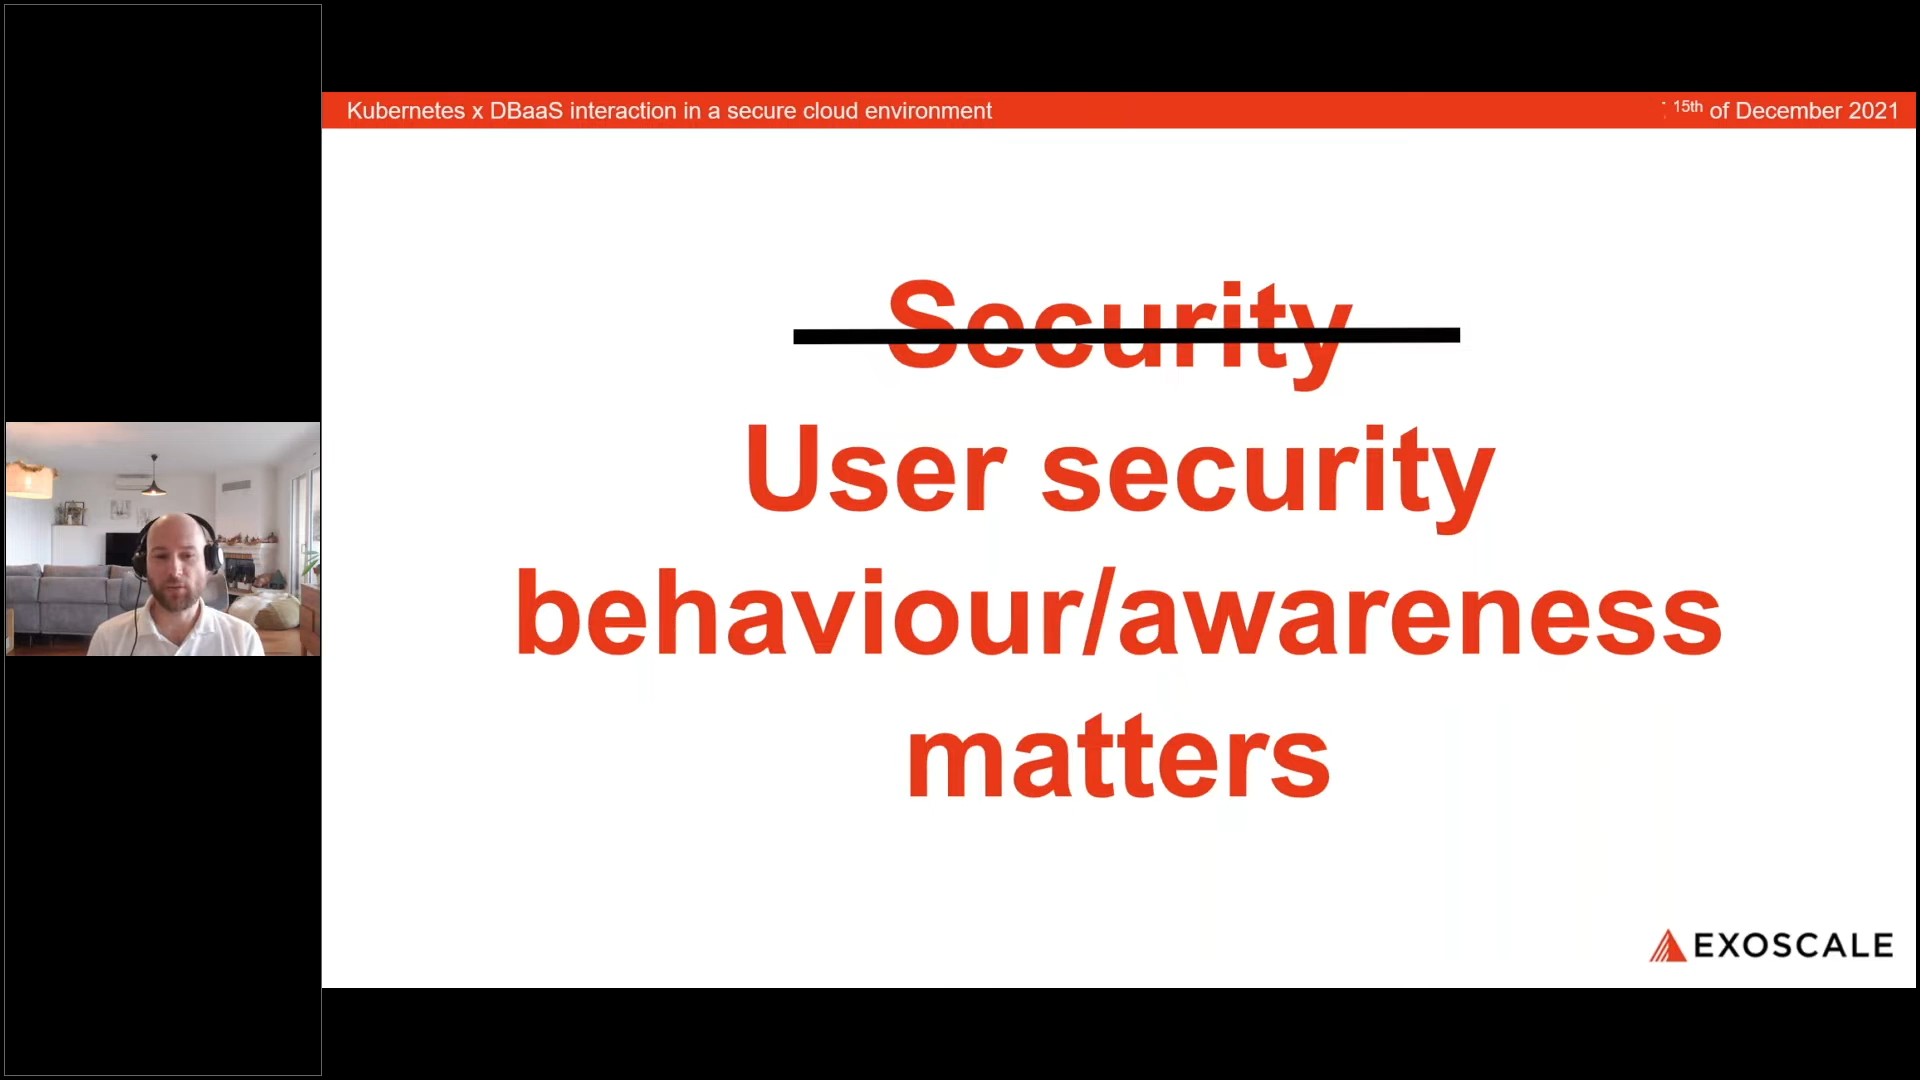 Kubernetes x DBaaS interaction in a secure cloud environment
15th of December 2021
Security
User security
behaviour/awareness
matters
EXOSCALE